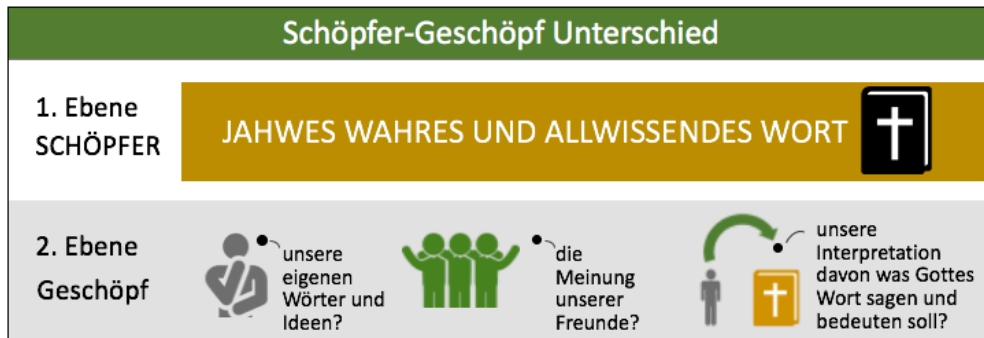 Schöpfer-Geschöpf Unterschied
1. Ebene
SCHÖPFER
JAHWES WAHRES UND ALLWISSENDES WORT
2. Ebene
Geschöpf
unsere
eigenen
Wörter und
Ideen?
die
Meinung
unserer
Freunde?
unsere
Interpretation
davon was Gottes
Wort sagen und
bedeuten soll?